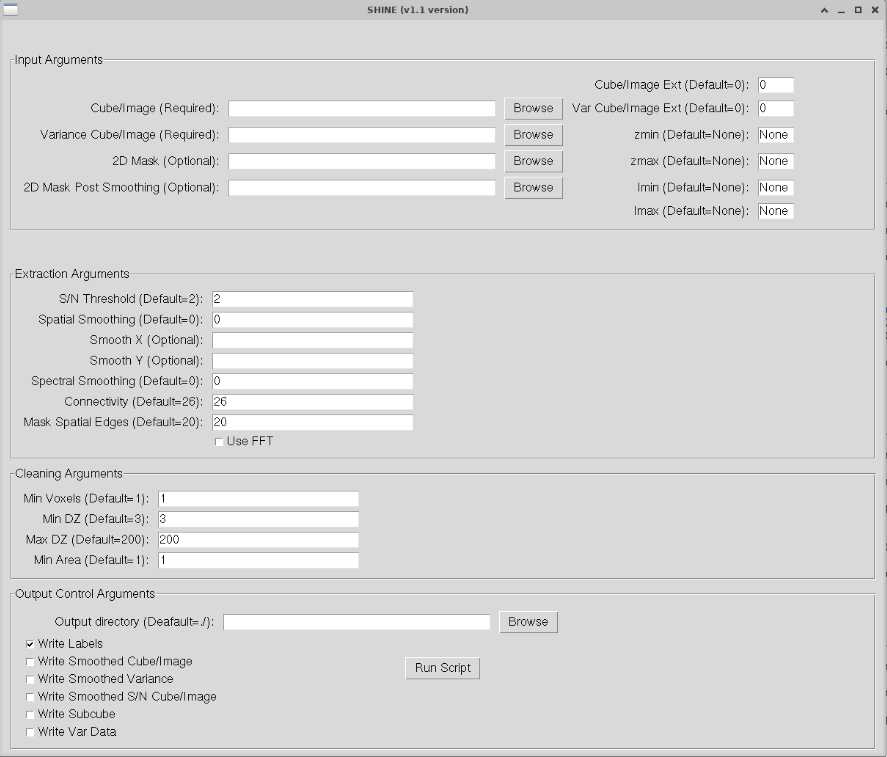 SHINE (v1.1 version)
Input Arguments
Cube/Image Ext (Default=0): 0
Cube/Image (Required): Browse Var Cube/Image Ext (Default=0): 0
Variance Cube/Image (Required): Browse zmin (Default=None): None
2D Mask (Optional): Browse zmax (Default=None): None
2D Mask Post Smoothing (Optional): Browse lmin (Default=None): None
lmax (Default=None): None
Extraction Arguments
S/N Threshold (Default=2): 2
Spatial Smoothing (Default=0): 0
Smooth X (Optional):
Smooth Y (Optional):
Spectral Smoothing (Default=0): 0
Connectivity (Default=26): 26
Mask Spatial Edges (Default=20): 20
Use FFT
Cleaning Arguments
Min Voxels (Default=1): 1
Min DZ (Default=3): 3
Max DZ (Default=200): 200
Min Area (Default=1): 1
Output Control Arguments
Output directory (Deafault=./): Browse
Write Labels
Write Smoothed Cube/Image
Run Script
Write Smoothed Variance
Write Smoothed S/N Cube/Image
Write Subcube
Write Var Data